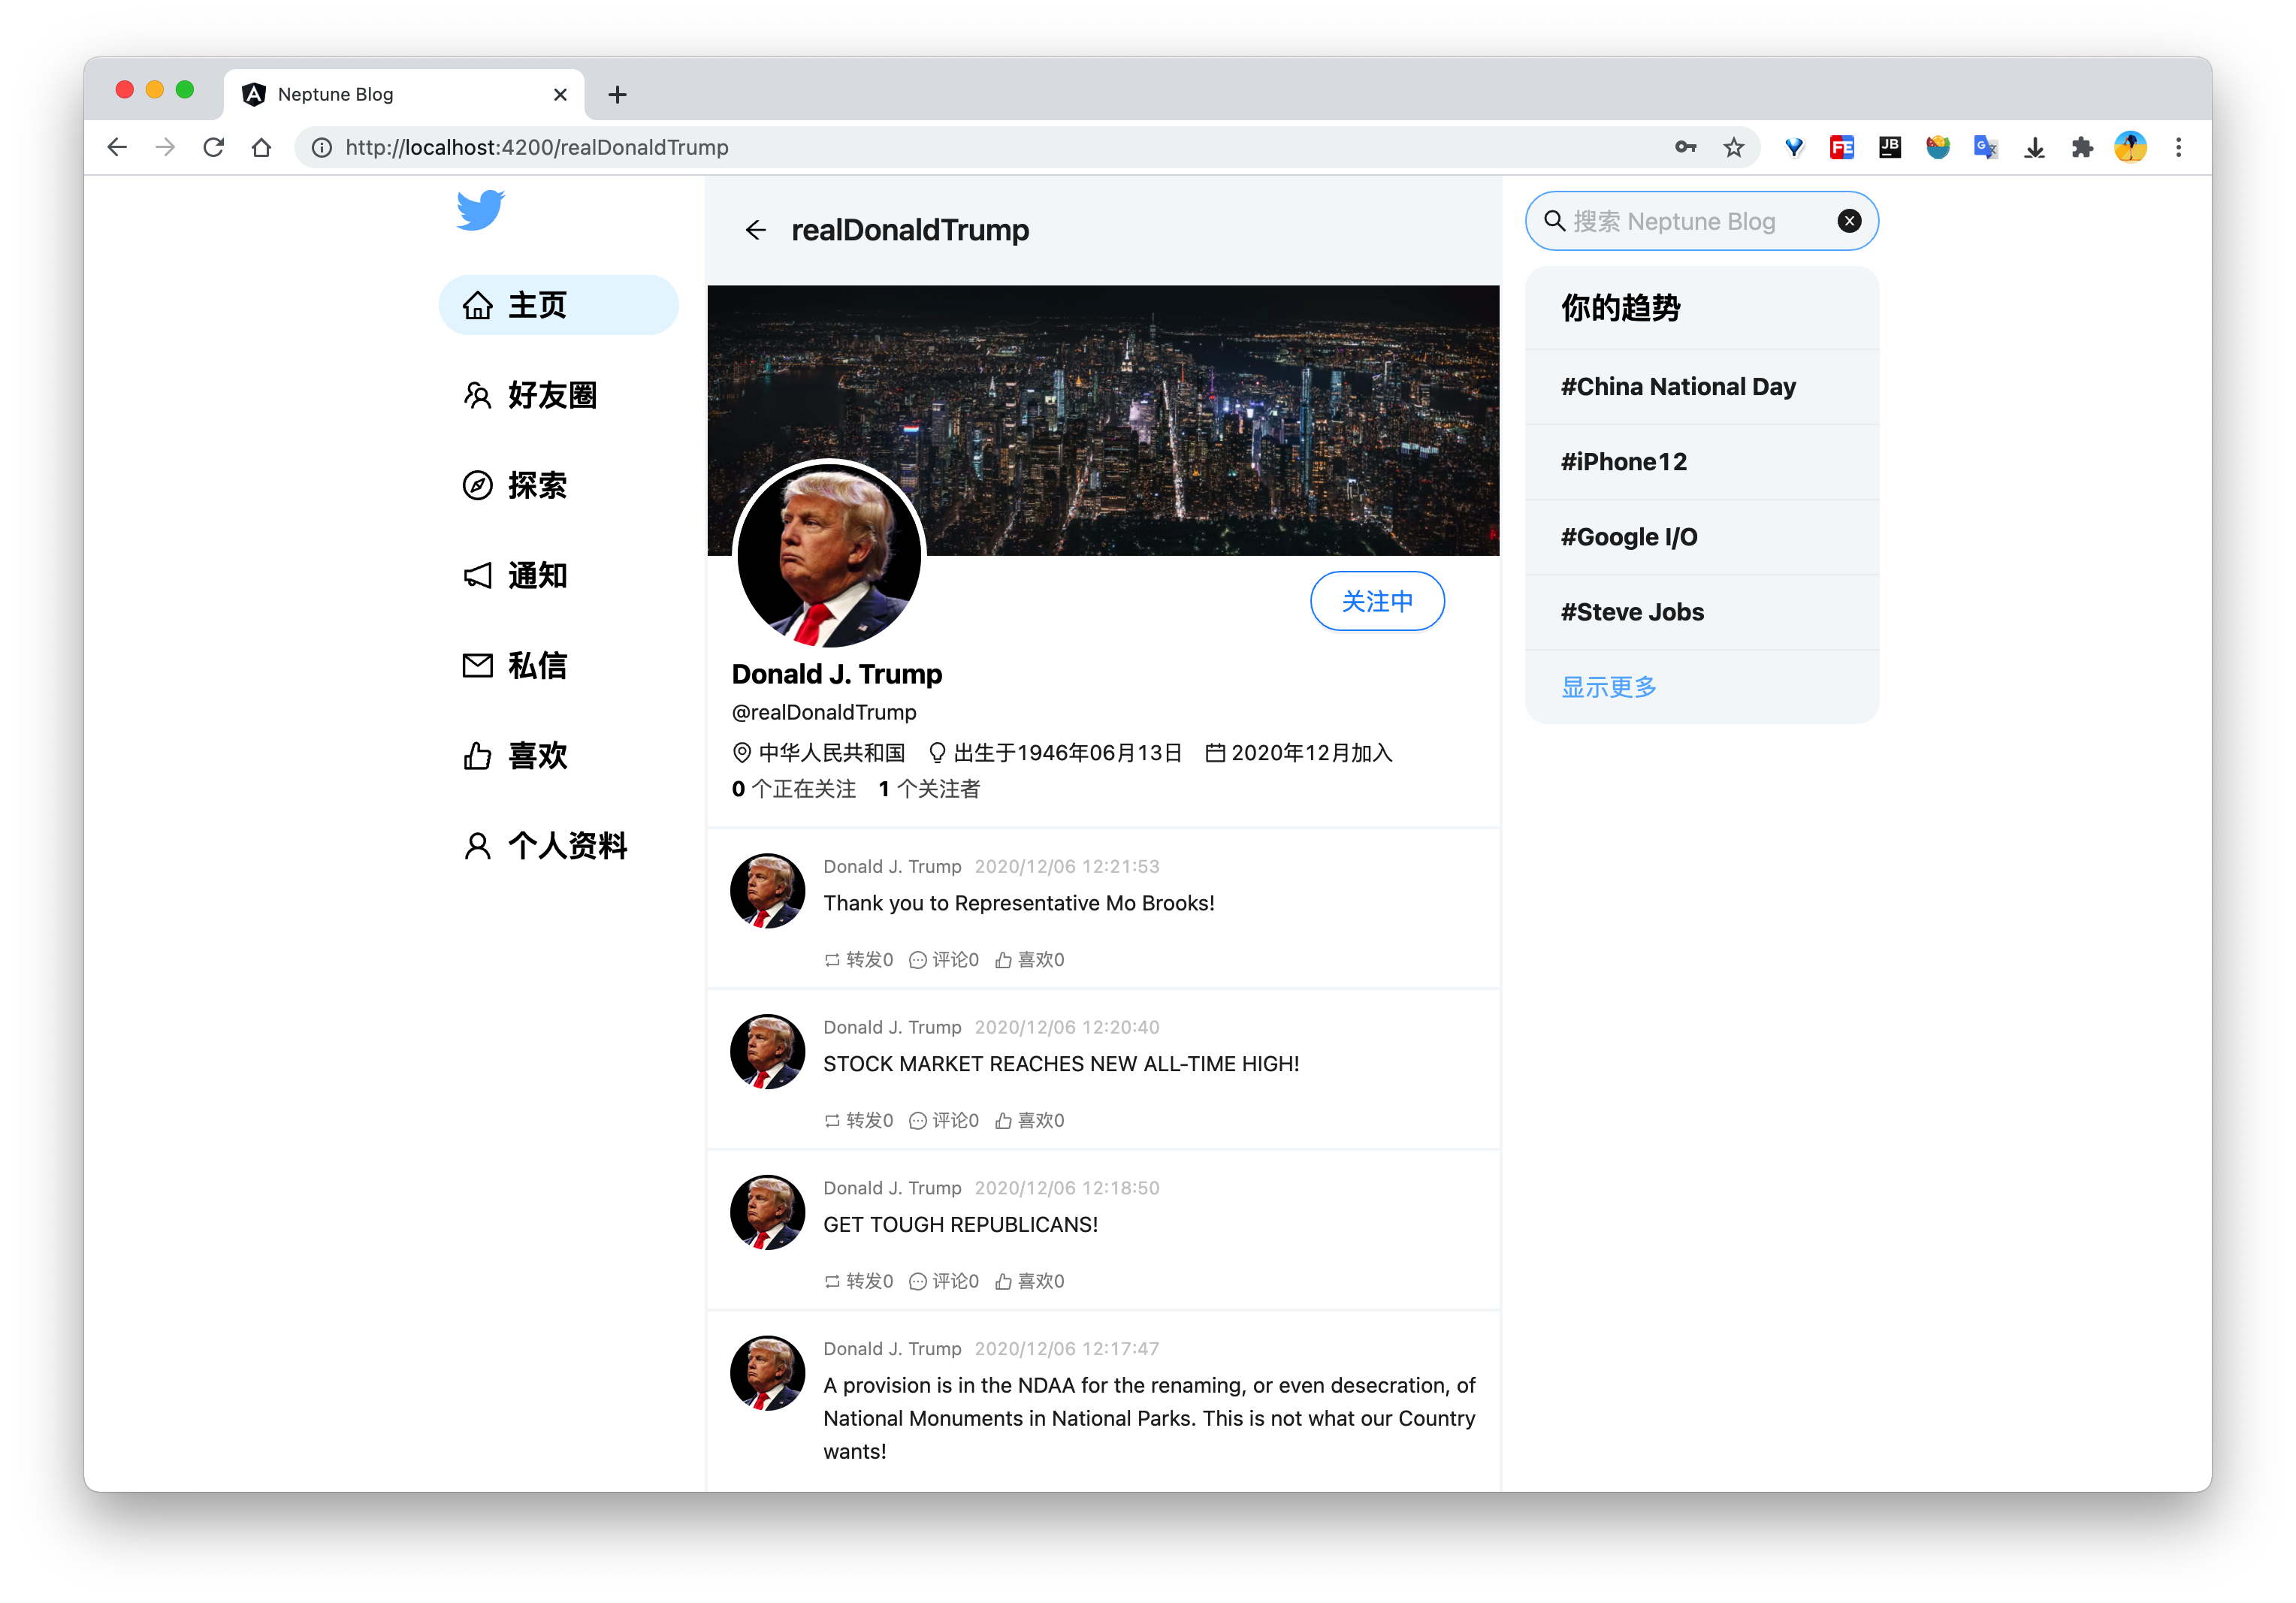 Neptune Blog
http://localhost:4200/realDonaldTrump
FE
JB
G
主页
好友圈
探索
通知
私信
喜欢
个人资料
realDonaldTrump
关注中
Donald J. Trump
@realDonaldTrump
中华人民共和国 出生于1946年06月13日 2020年12月加入
0 个正在关注 1 个关注者
Donald J. Trump 2020/12/06 12:21:53
Thank you to Representative Mo Brooks!
转发0 评论0 喜欢0
Donald J. Trump 2020/12/06 12:20:40
STOCK MARKET REACHES NEW ALL-TIME HIGH!
转发0 评论0 喜欢0
Donald J. Trump 2020/12/06 12:18:50
GET TOUGH REPUBLICANS!
转发0 评论0 喜欢0
Donald J. Trump 2020/12/06 12:17:47
A provision is in the NDAA for the renaming, or even desecration, of
National Monuments in National Parks. This is not what our Country
wants!
搜索 Neptune Blog
你的趋势
#China National Day
#iPhone12
#Google I/O
#Steve Jobs
显示更多